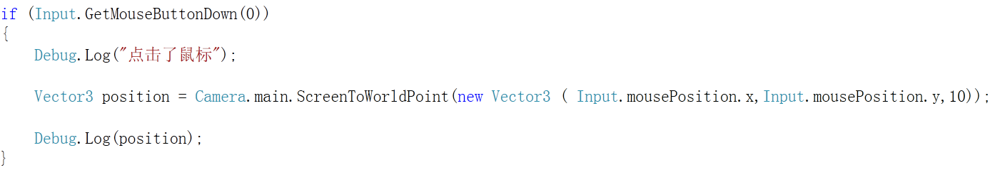 if (Input.GetMouseButtonDown(0))
{
    Debug.Log("点击了鼠标");
    Vector3 position = Camera.main.ScreenToWorldPoint(new Vector3 ( Input.mousePosition.x,Input.mousePosition.y,10));
    Debug.Log(position);
}